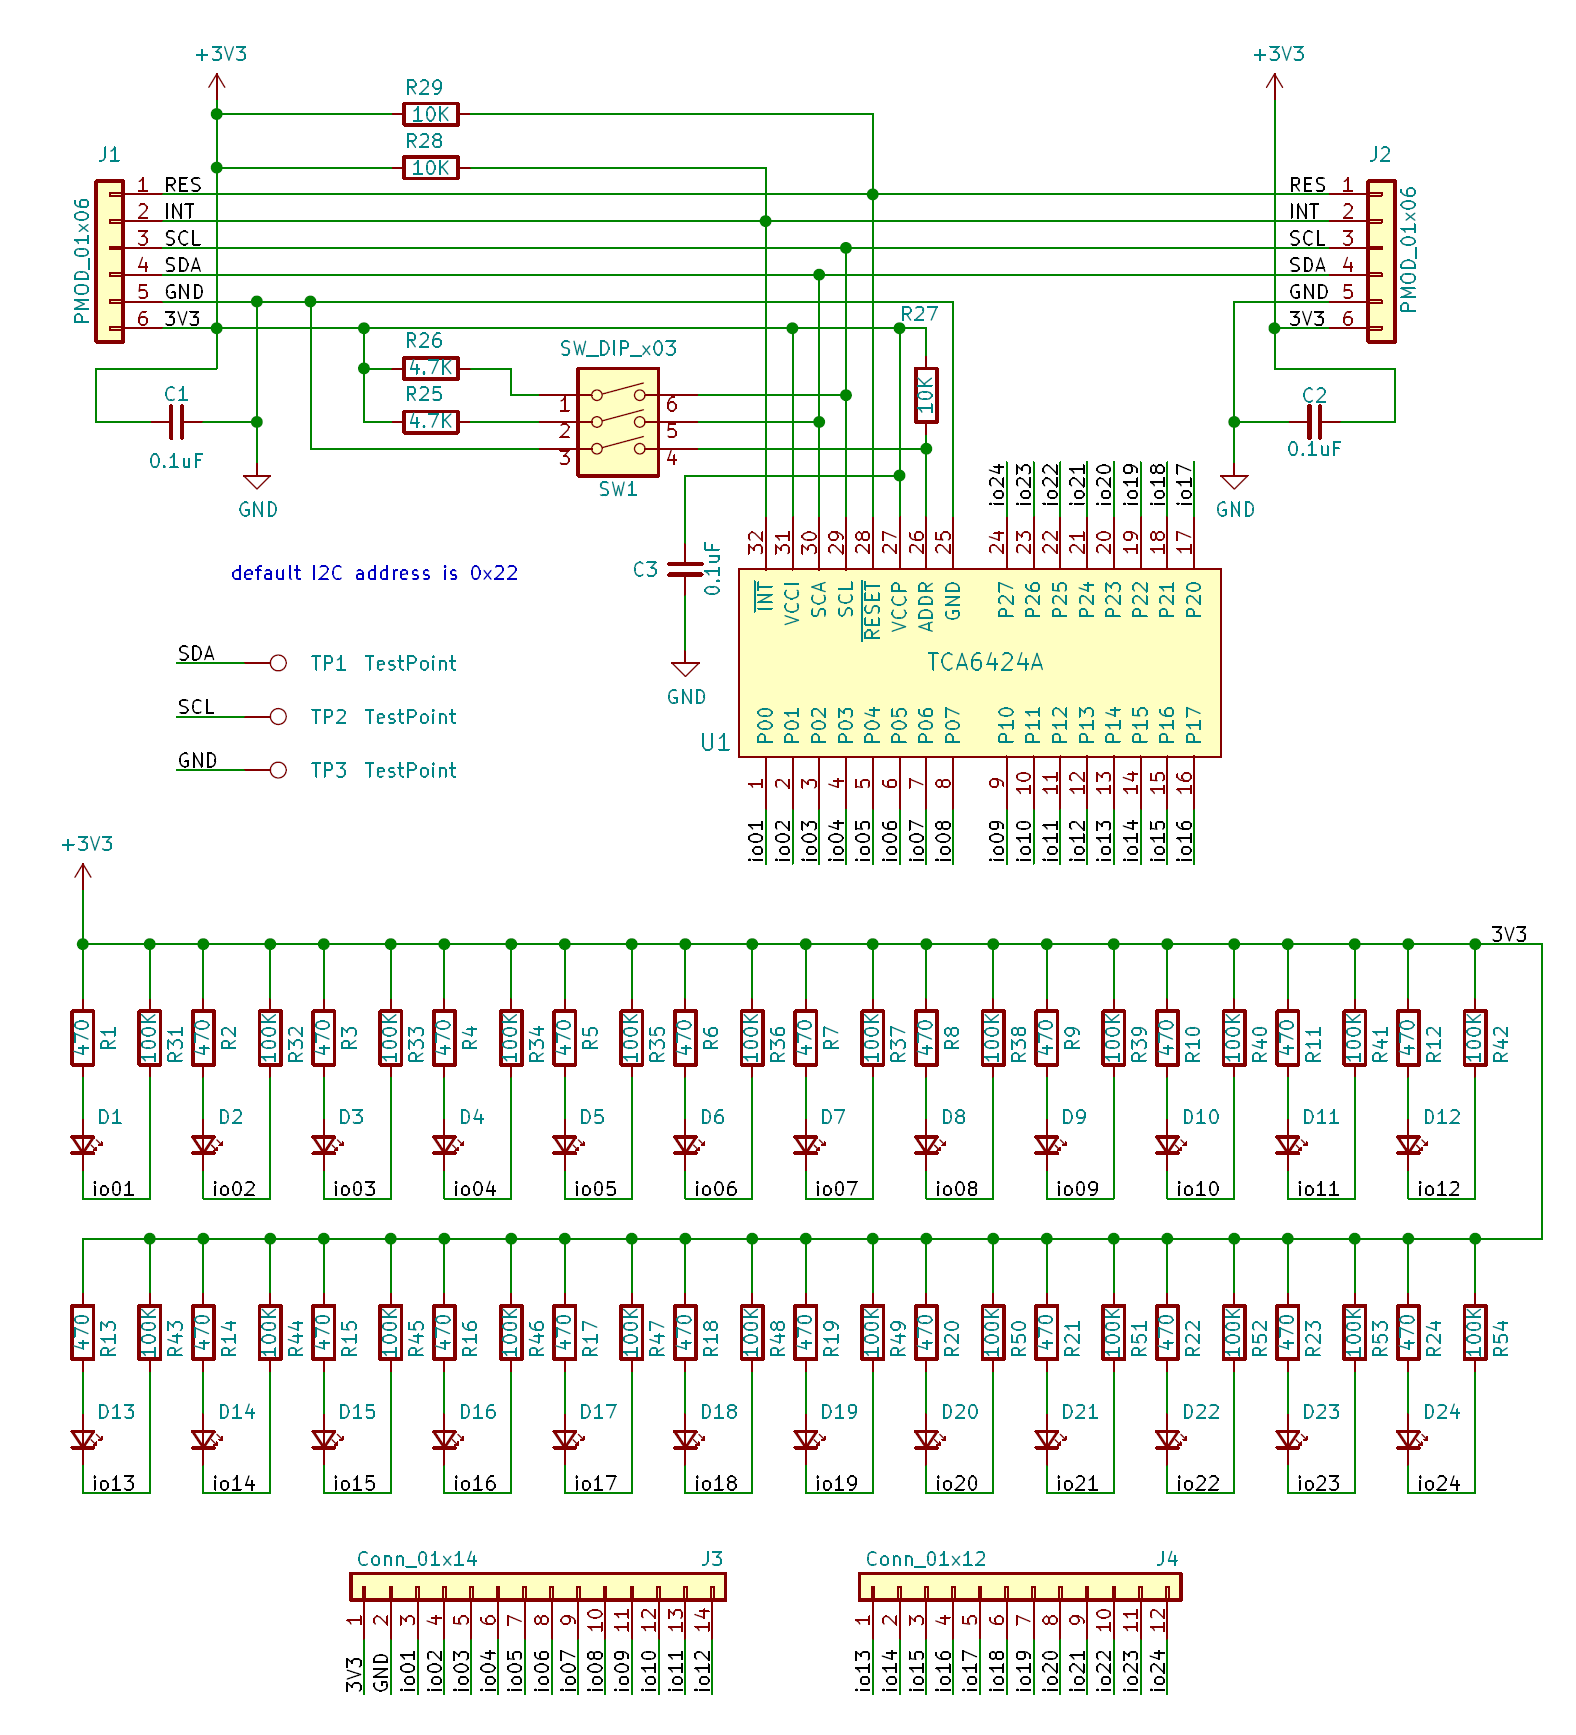 +3V3
+3V3
R29
10K
R28
10K
J1
J2
1 RES
2 INT
3 SCL
4 SDA
5 GND
6 3V3
PMOD_01x06
RES 1
INT 2
SCL 3
SDA 4
GND 5
3V3 6
PMOD_01x06
R27
10K
R26
4.7K
R25
4.7K
SW_DIP_x03
1 6
2 5
3 4
SW1
C1
0.1uF
GND
C2
0.1uF
GND
io24 io23 io22 io21 io20 io19 io18 io17
32 31 30 29 28 27 26 25 24 23 22 21 20 19 18 17
C3
0.1uF
GND
default I2C address is 0x22
INT VCCI SCA SCL RESET VCCP ADDR GND P27 P26 P25 P24 P23 P22 P21 P20
TCA6424A
U1
P00 P01 P02 P03 P04 P05 P06 P07 P10 P11 P12 P13 P14 P15 P16 P17
1 2 3 4 5 6 7 8 9 10 11 12 13 14 15 16
io01 io02 io03 io04 io05 io06 io07 io08 io09 io10 io11 io12 io13 io14 io15 io16
SDA TP1 TestPoint
SCL TP2 TestPoint
GND TP3 TestPoint
+3V3
3V3
470 R1 100K R31 470 R2 100K R32 470 R3 100K R33 470 R4 100K R34 470 R5 100K R35 470 R6 100K R36 470 R7 100K R37 470 R8 100K R38 470 R9 100K R39 470 R10 100K R40 470 R11 100K R41 470 R12 100K R42
D1 D2 D3 D4 D5 D6 D7 D8 D9 D10 D11 D12
io01 io02 io03 io04 io05 io06 io07 io08 io09 io10 io11 io12
470 R13 100K R43 470 R14 100K R44 470 R15 100K R45 470 R16 100K R46 470 R17 100K R47 470 R18 100K R48 470 R19 100K R49 470 R20 100K R50 470 R21 100K R51 470 R22 100K R52 470 R23 100K R53 470 R24 100K R54
D13 D14 D15 D16 D17 D18 D19 D20 D21 D22 D23 D24
io13 io14 io15 io16 io17 io18 io19 io20 io21 io22 io23 io24
Conn_01x14 J3
1 2 3 4 5 6 7 8 9 10 11 12 13 14
3V3 GND io01 io02 io03 io04 io05 io06 io07 io08 io09 io10 io11 io12
Conn_01x12 J4
1 2 3 4 5 6 7 8 9 10 11 12
io13 io14 io15 io16 io17 io18 io19 io20 io21 io22 io23 io24